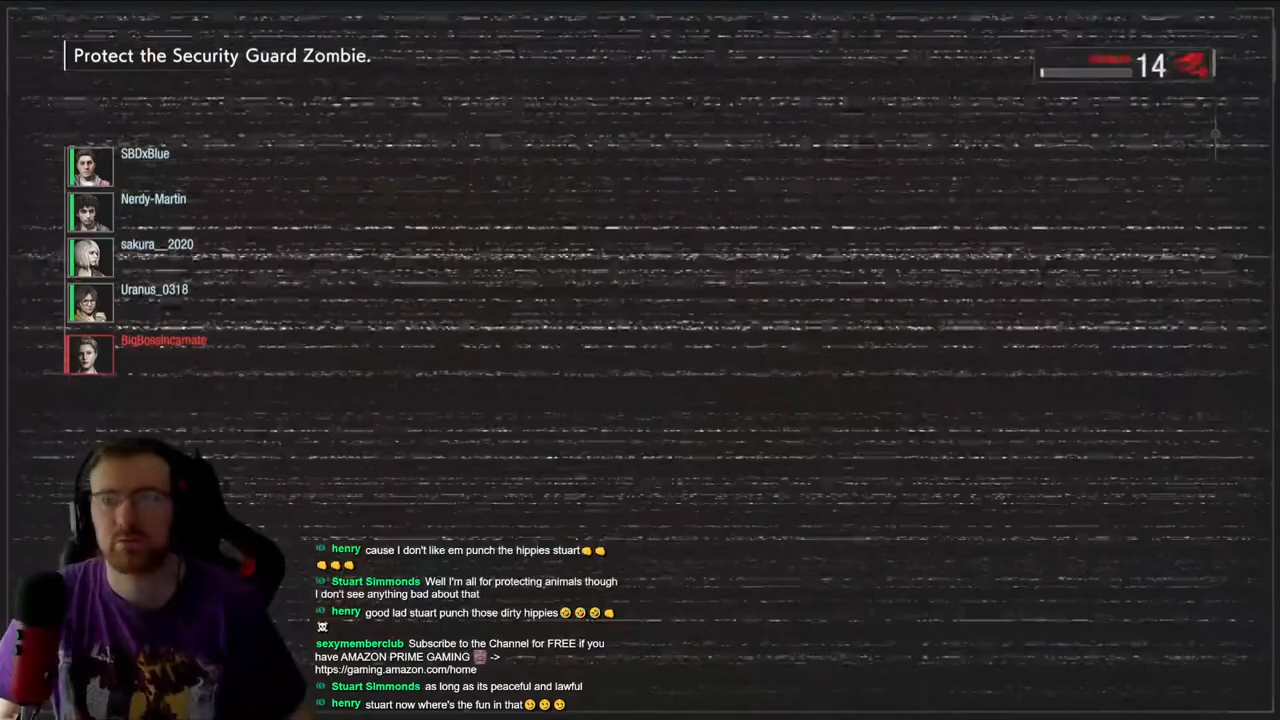 Protect the Security Guard Zombie.
14
SBDxBlue
Nerdy-Martin
sakura__2020
Uranus_0318
BigBossIncarnate
henry cause I don't like em punch the hippies stuart👊👊
👊👊👊
Stuart Simmonds Well I'm all for protecting animals though
I don't see anything bad about that
henry good lad stuart punch those dirty hippies🤣🤣🤣👊
☠
sexymemberclub Subscribe to the Channel for FREE if you
have AMAZON PRIME GAMING ->
https://gaming.amazon.com/home
Stuart Simmonds as long as its peaceful and lawful
henry stuart now where's the fun in that😏😏😏